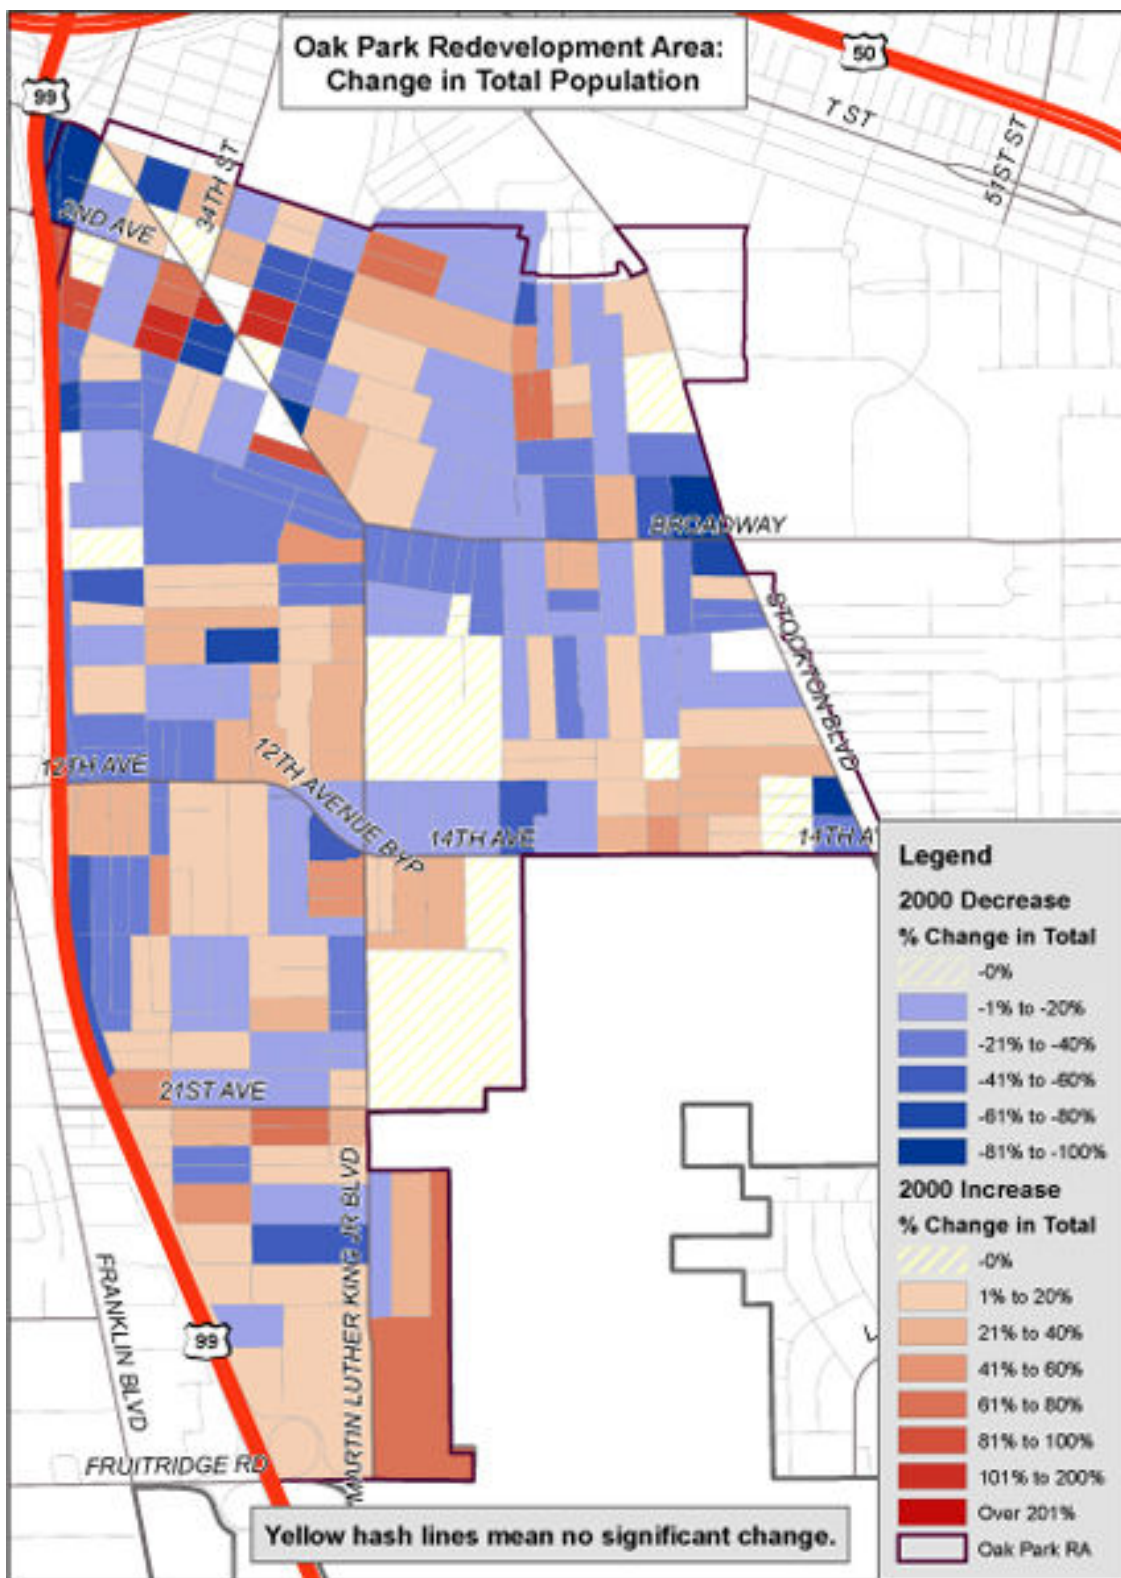 Oak Park Redevelopment Area:
Change in Total Population
50
99
T ST
51ST ST
34TH ST
2ND AVE
BROADWAY
STOCKTON BLVD
12TH AVE
12TH AVENUE BYP
14TH AVE
14TH A
21ST AVE
MARTIN LUTHER KING JR BLVD
FRANKLIN BLVD
99
FRUITRIDGE RD
Legend
2000 Decrease
% Change in Total
-0%
-1% to -20%
-21% to -40%
-41% to -60%
-61% to -80%
-81% to -100%
2000 Increase
% Change in Total
-0%
1% to 20%
21% to 40%
41% to 60%
61% to 80%
81% to 100%
101% to 200%
Over 201%
Oak Park RA
Yellow hash lines mean no significant change.